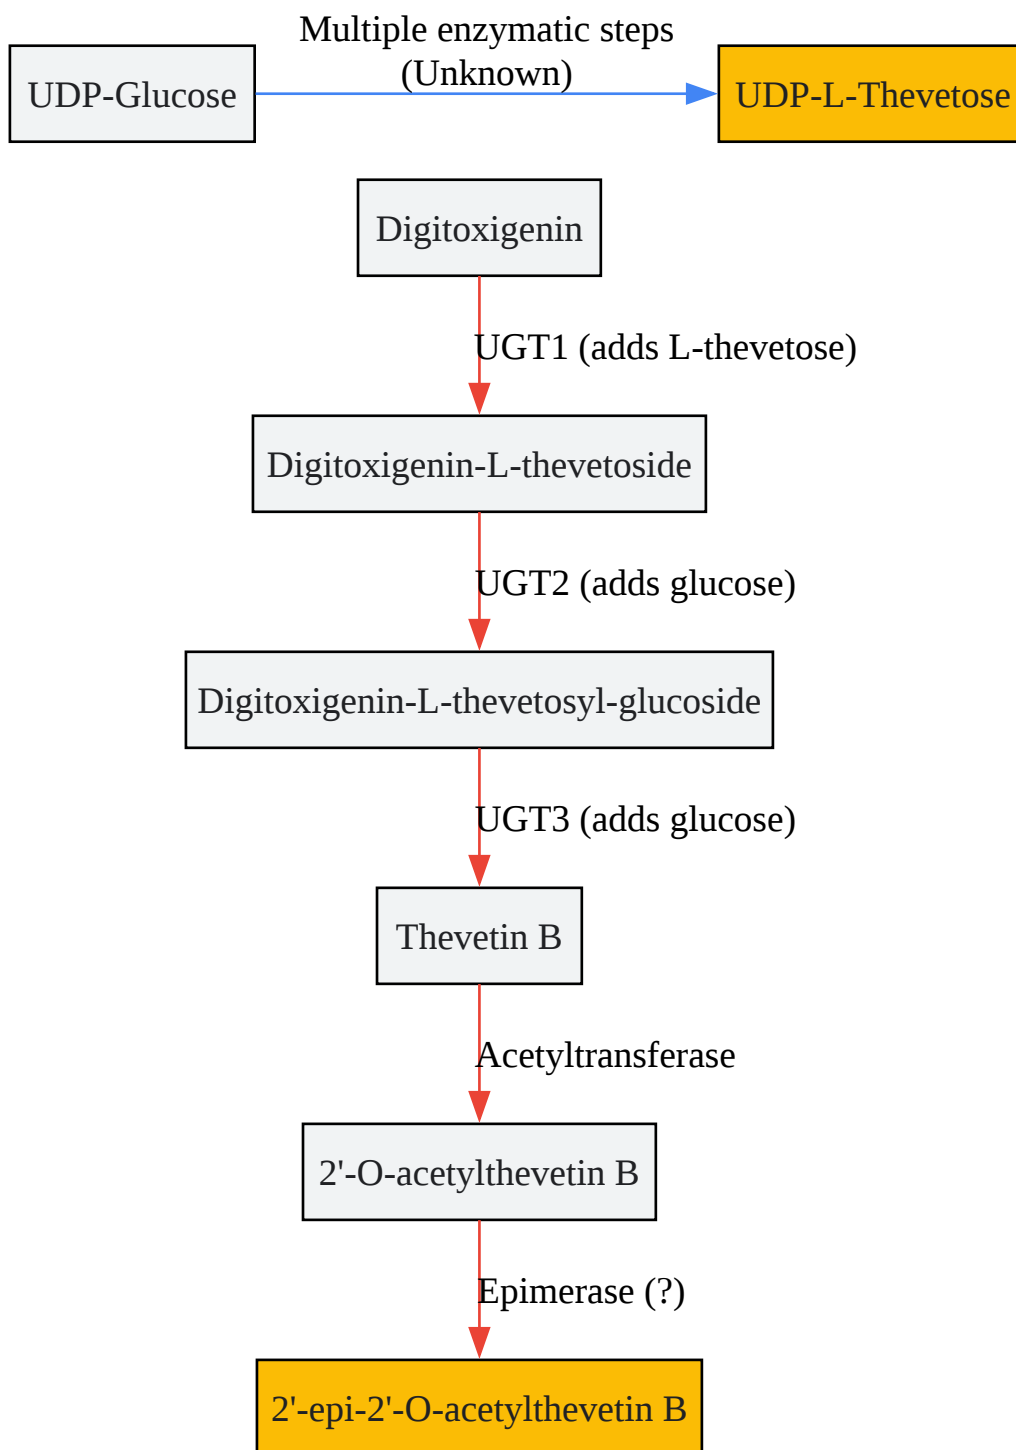 Multiple enzymatic steps
(Unknown)
UDP-Glucose
UDP-L-Thevetose
Digitoxigenin
UGT1 (adds L-thevetose)
Digitoxigenin-L-thevetoside
UGT2 (adds glucose)
Digitoxigenin-L-thevetosyl-glucoside
UGT3 (adds glucose)
Thevetin B
Acetyltransferase
2'-O-acetylthevetin B
Epimerase (?)
2'-epi-2'-O-acetylthevetin B